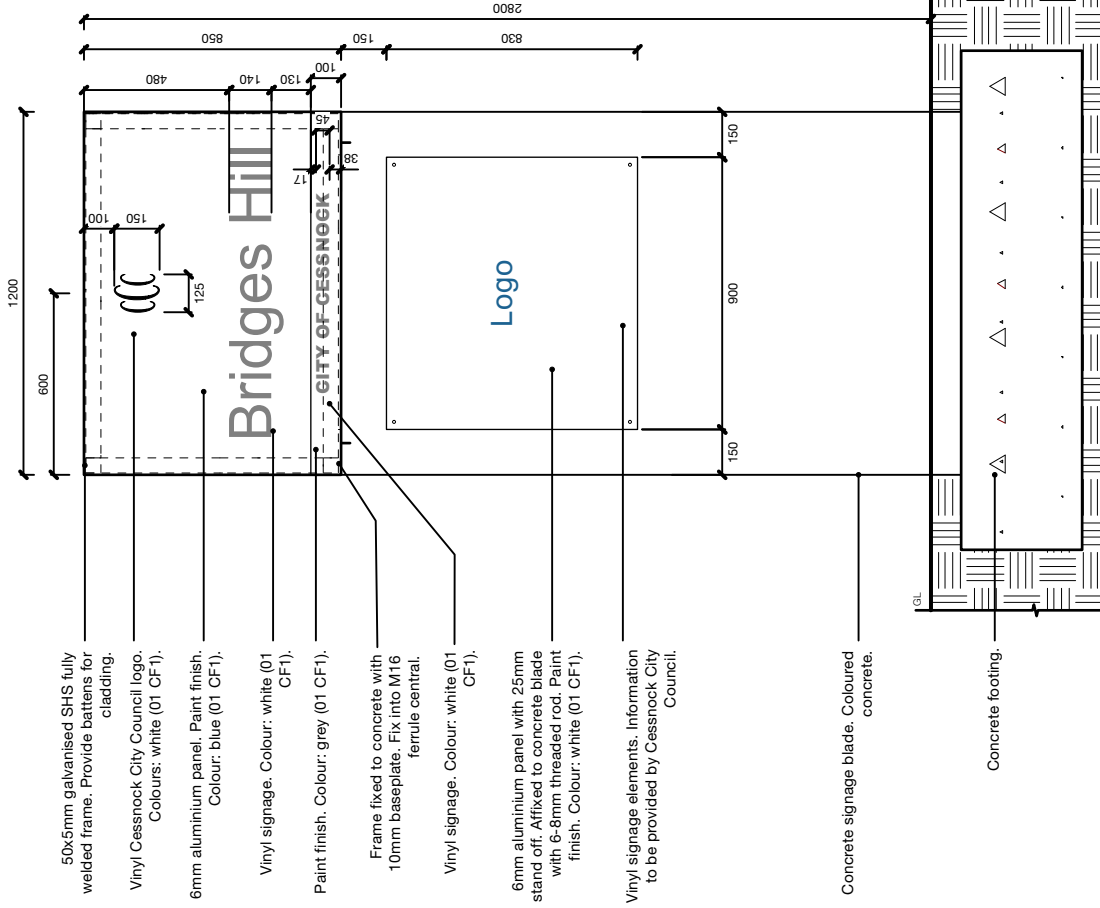 50x5mm galvanised SHS fully
welded frame. Provide battens for
cladding.
Vinyl Cessnock City Council logo.
Colours: white (01 CF1).
6mm aluminium panel. Paint finish.
Colour: blue (01 CF1).
Vinyl signage. Colour: white (01
CF1).
Paint finish. Colour: grey (01 CF1).
Frame fixed to concrete with
10mm baseplate. Fix into M16
ferrule central.
Vinyl signage. Colour: white (01
CF1).
6mm aluminium panel with 25mm
stand off. Affixed to concrete blade
with 6-8mm threaded rod. Paint
finish. Colour: white (01 CF1).
Vinyl signage elements. Information
to be provided by Cessnock City
Council.
Concrete signage blade. Coloured
concrete.
Concrete footing.
GL
1200
600
125
Bridges Hill
CITY OF CESSNOCK
Logo
100
150
480
140
130
100
17
45
38
850
150
830
2800
150
900
150